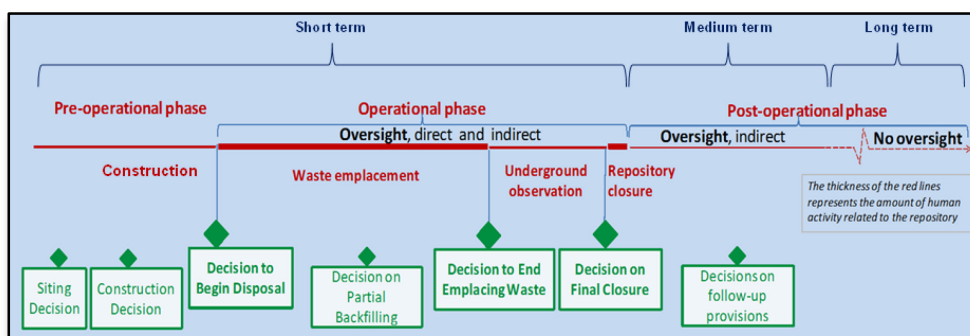 Short term
Medium term
Long term
Pre-operational phase
Operational phase
Post-operational phase
Oversight, direct and indirect
Oversight, indirect
No oversight
Construction
Waste emplacement
Underground
observation
Repository
closure
The thickness of the red lines
represents the amount of human
activity related to the repository
Siting
Decision
Construction
Decision
Decision to
Begin Disposal
Decision on
Partial
Backfilling
Decision to End
Emplacing Waste
Decision on
Final Closure
Decisions on
follow-up
provisions